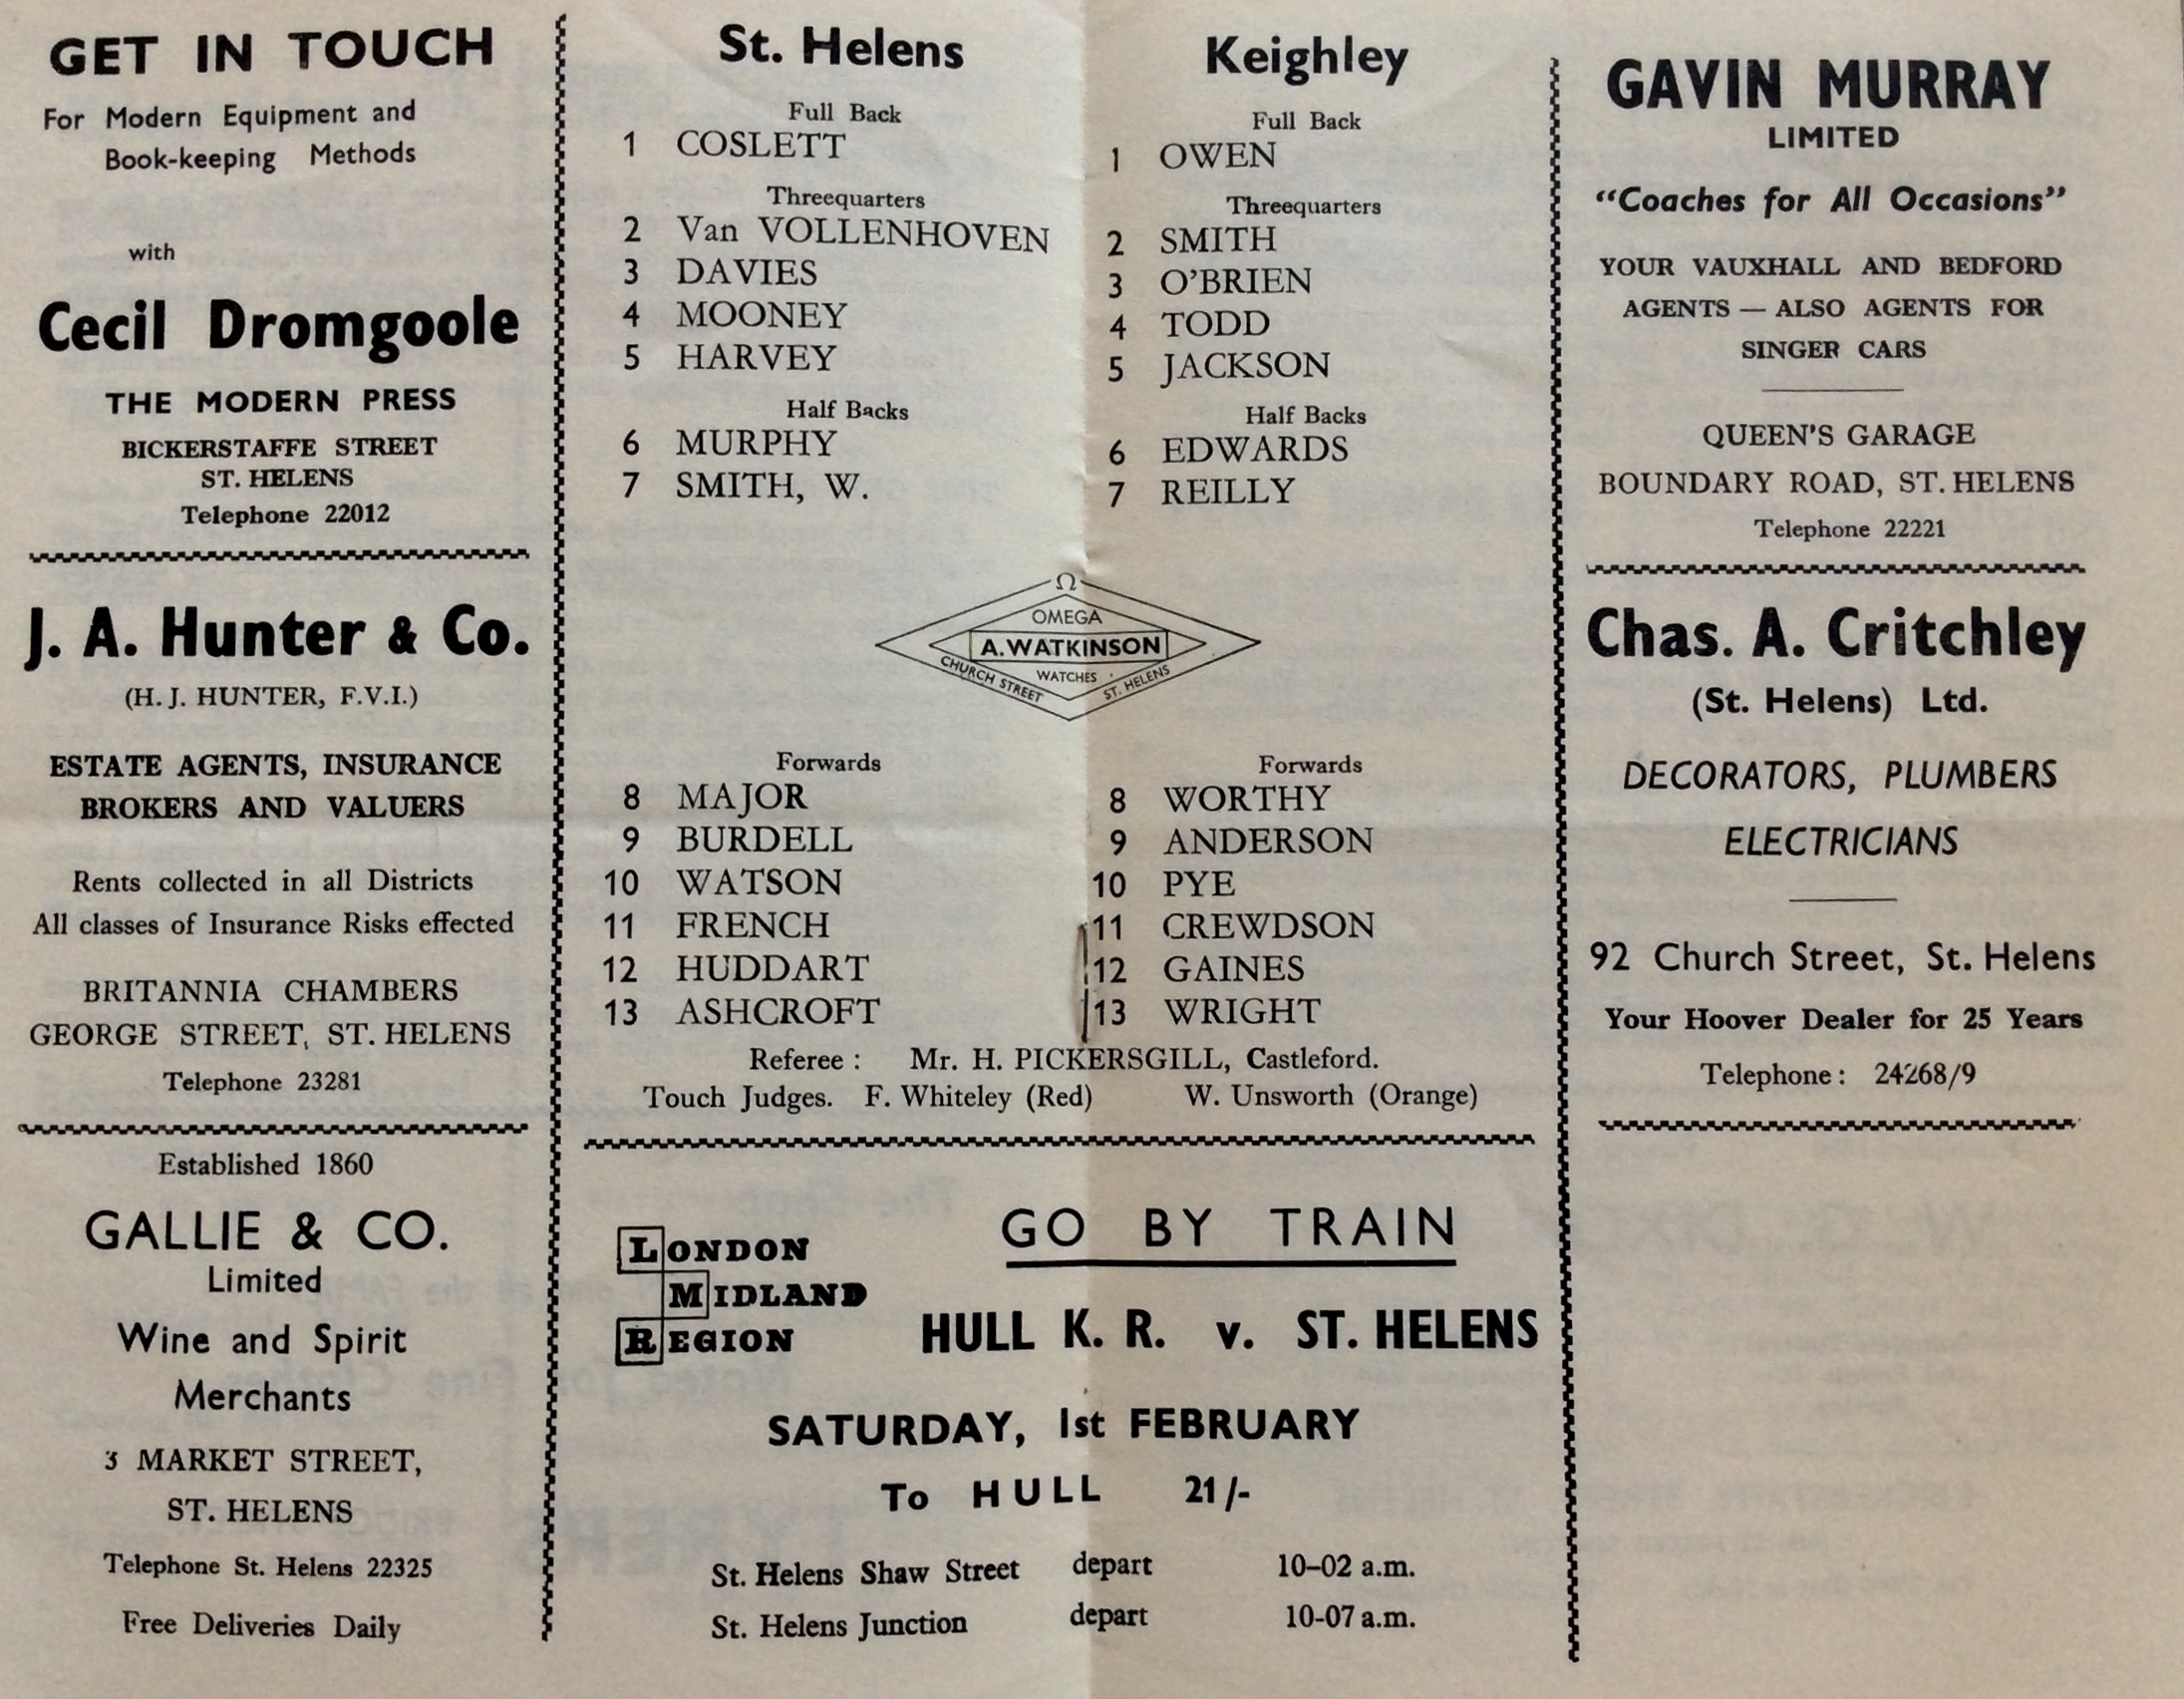 GET IN TOUCH
For Modern Equipment and
Book-keeping Methods
with
Cecil Dromgoole
THE MODERN PRESS
BICKERSTAFFE STREET
ST. HELENS
Telephone 22012
J. A. Hunter & Co.
(H. J. HUNTER, F.V.I.)
ESTATE AGENTS, INSURANCE
BROKERS AND VALUERS
Rents collected in all Districts
All classes of Insurance Risks effected
BRITANNIA CHAMBERS
GEORGE STREET, ST. HELENS
Telephone 23281
Established 1860
GALLIE & CO.
Limited
Wine and Spirit
Merchants
3 MARKET STREET,
ST. HELENS
Telephone St. Helens 22325
Free Deliveries Daily
St. Helens
Full Back
1 COSLETT
Threequarters
2 Van VOLLENHOVEN
3 DAVIES
4 MOONEY
5 HARVEY
Half Backs
6 MURPHY
7 SMITH, W.
Keighley
Full Back
1 OWEN
Threequarters
2 SMITH
3 O'BRIEN
4 TODD
5 JACKSON
Half Backs
6 EDWARDS
7 REILLY
Ω
OMEGA
A. WATKINSON
WATCHES
CHURCH STREET ST. HELENS
Forwards
8 MAJOR
9 BURDELL
10 WATSON
11 FRENCH
12 HUDDART
13 ASHCROFT
Forwards
8 WORTHY
9 ANDERSON
10 PYE
11 CREWDSON
12 GAINES
13 WRIGHT
Referee : Mr. H. PICKERSGILL, Castleford.
Touch Judges. F. Whiteley (Red) W. Unsworth (Orange)
LONDON
MIDLAND
REGION
GO BY TRAIN
HULL K. R. v. ST. HELENS
SATURDAY, 1st FEBRUARY
To HULL 21/-
St. Helens Shaw Street depart 10-02 a.m.
St. Helens Junction depart 10-07 a.m.
GAVIN MURRAY
LIMITED
"Coaches for All Occasions"
YOUR VAUXHALL AND BEDFORD
AGENTS — ALSO AGENTS FOR
SINGER CARS
QUEEN'S GARAGE
BOUNDARY ROAD, ST. HELENS
Telephone 22221
Chas. A. Critchley
(St. Helens) Ltd.
DECORATORS, PLUMBERS
ELECTRICIANS
92 Church Street, St. Helens
Your Hoover Dealer for 25 Years
Telephone : 24268/9